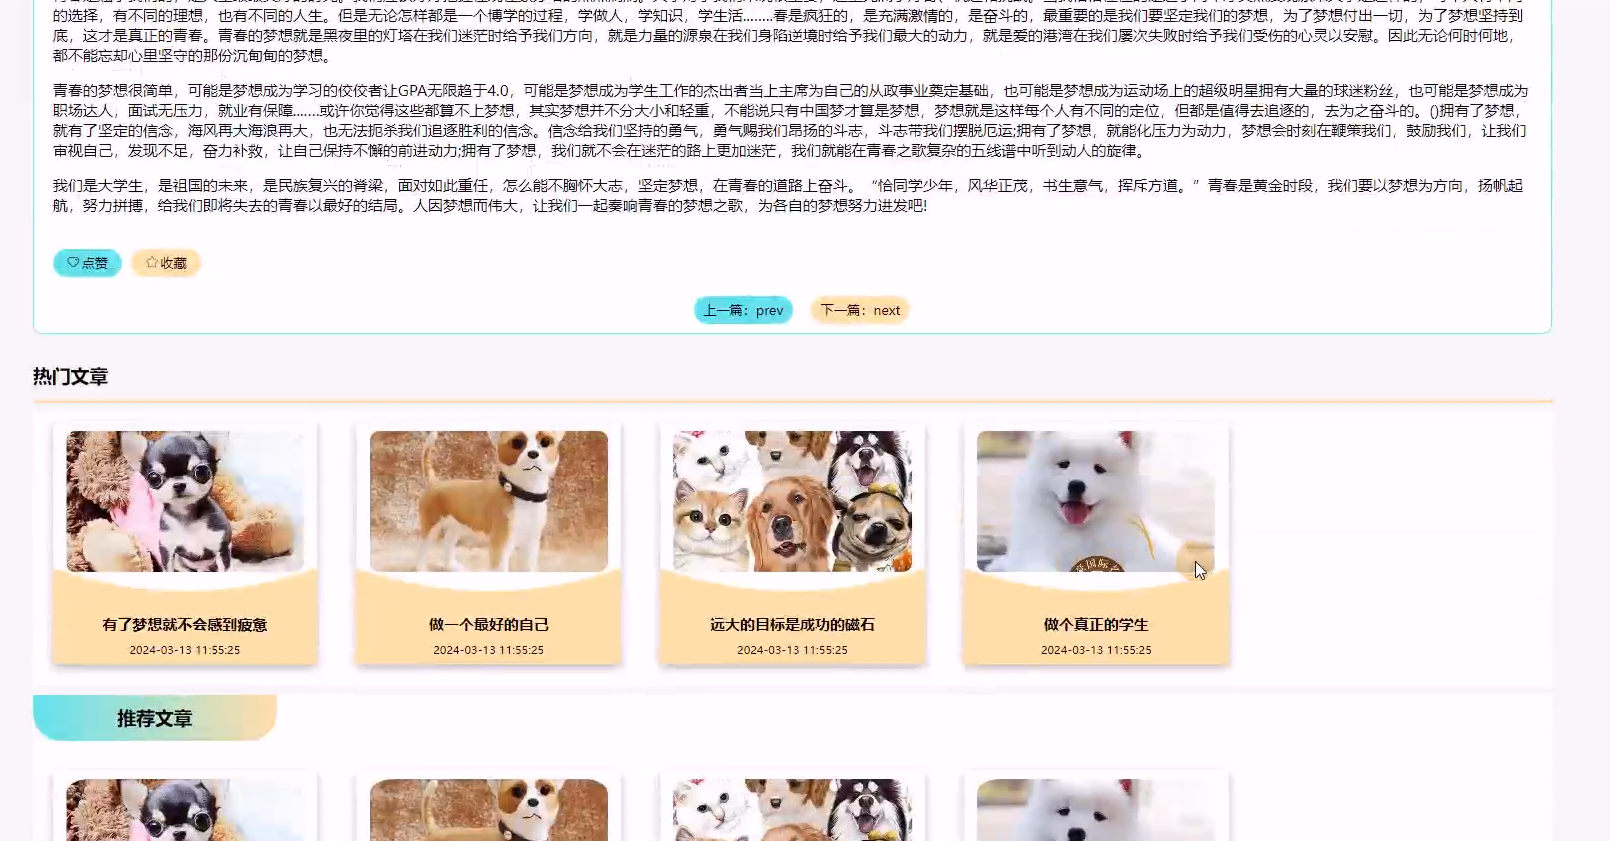 的选择，有不同的理想，也有不同的人生。但是无论怎样都是一个博学的过程，学做人，学知识，学生活........春是疯狂的，是充满激情的，是奋斗的，最重要的是我们要坚定我们的梦想，为了梦想付出一切，为了梦想坚持到
底，这才是真正的青春。青春的梦想就是黑夜里的灯塔在我们迷茫时给予我们方向，就是力量的源泉在我们身陷逆境时给予我们最大的动力，就是爱的港湾在我们屡次失败时给予我们受伤的心灵以安慰。因此无论何时何地，
都不能忘却心里坚守的那份沉甸甸的梦想。
青春的梦想很简单，可能是梦想成为学习的佼佼者让GPA无限趋于4.0，可能是梦想成为学生工作的杰出者当上主席为自己的从政事业奠定基础，也可能是梦想成为运动场上的超级明星拥有大量的球迷粉丝，也可能是梦想成为
职场达人，面试无压力，就业有保障.......或许你觉得这些都算不上梦想，其实梦想并不分大小和轻重，不能说只有中国梦才算是梦想，梦想就是这样每个人有不同的定位，但都是值得去追逐的，去为之奋斗的。()拥有了梦想，
就有了坚定的信念，海风再大海浪再大，也无法扼杀我们追逐胜利的信念。信念给我们坚持的勇气，勇气赐我们昂扬的斗志，斗志带我们摆脱厄运;拥有了梦想，就能化压力为动力，梦想会时刻在鞭策我们，鼓励我们，让我们
审视自己，发现不足，奋力补救，让自己保持不懈的前进动力;拥有了梦想，我们就不会在迷茫的路上更加迷茫，我们就能在青春之歌复杂的五线谱中听到动人的旋律。
我们是大学生，是祖国的未来，是民族复兴的脊梁，面对如此重任，怎么能不胸怀大志，坚定梦想，在青春的道路上奋斗。“恰同学少年，风华正茂，书生意气，挥斥方道。”青春是黄金时段，我们要以梦想为方向，扬帆起
航，努力拼搏，给我们即将失去的青春以最好的结局。人因梦想而伟大，让我们一起奏响青春的梦想之歌，为各自的梦想努力进发吧!
点赞 收藏
上一篇：prev 下一篇：next
热门文章
有了梦想就不会感到疲惫 做一个最好的自己 远大的目标是成功的磁石 做个真正的学生
2024-03-13 11:55:25 2024-03-13 11:55:25 2024-03-13 11:55:25 2024-03-13 11:55:25
推荐文章